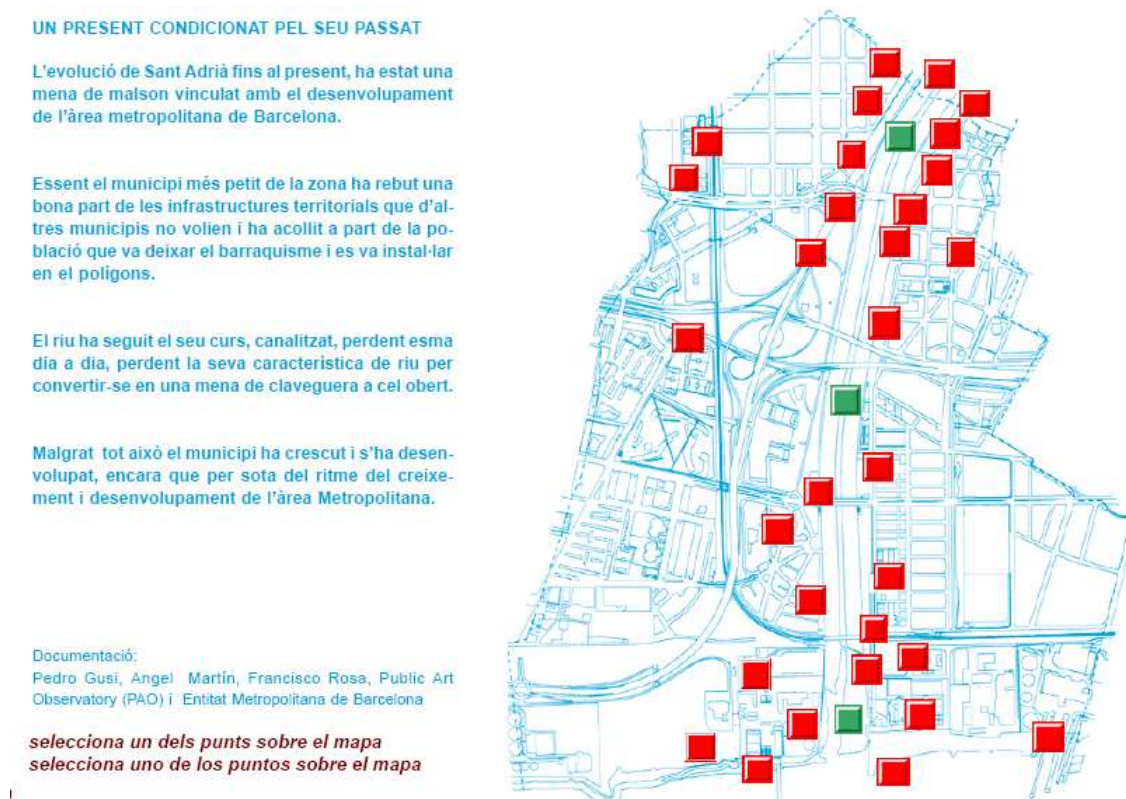 UN PRESENT CONDICIONAT PEL SEU PASSAT
L'evolució de Sant Adrià fins al present, ha estat una
mena de malson vinculat amb el desenvolupament
de l'àrea metropolitana de Barcelona.
Essent el municipi més petit de la zona ha rebut una
bona part de les infrastructures territorials que d'al-
tres municipis no volien i ha acollit a part de la po-
blació que va deixar el barraquisme i es va instal·lar
en el polígons.
El riu ha seguit el seu curs, canalitzat, perdent esma
dia a dia, perdent la seva característica de riu per
convertir-se en una mena de claveguera a cel obert.
Malgrat tot això el municipi ha crescut i s'ha desen-
volupat, encara que per sota del ritme del creixe-
ment i desenvolupament de l'àrea Metropolitana.
Documentació:
Pedro Gusi, Angel Martín, Francisco Rosa, Public Art
Observatory (PAO) i Entitat Metropolitana de Barcelona
selecciona un dels punts sobre el mapa
selecciona uno de los puntos sobre el mapa